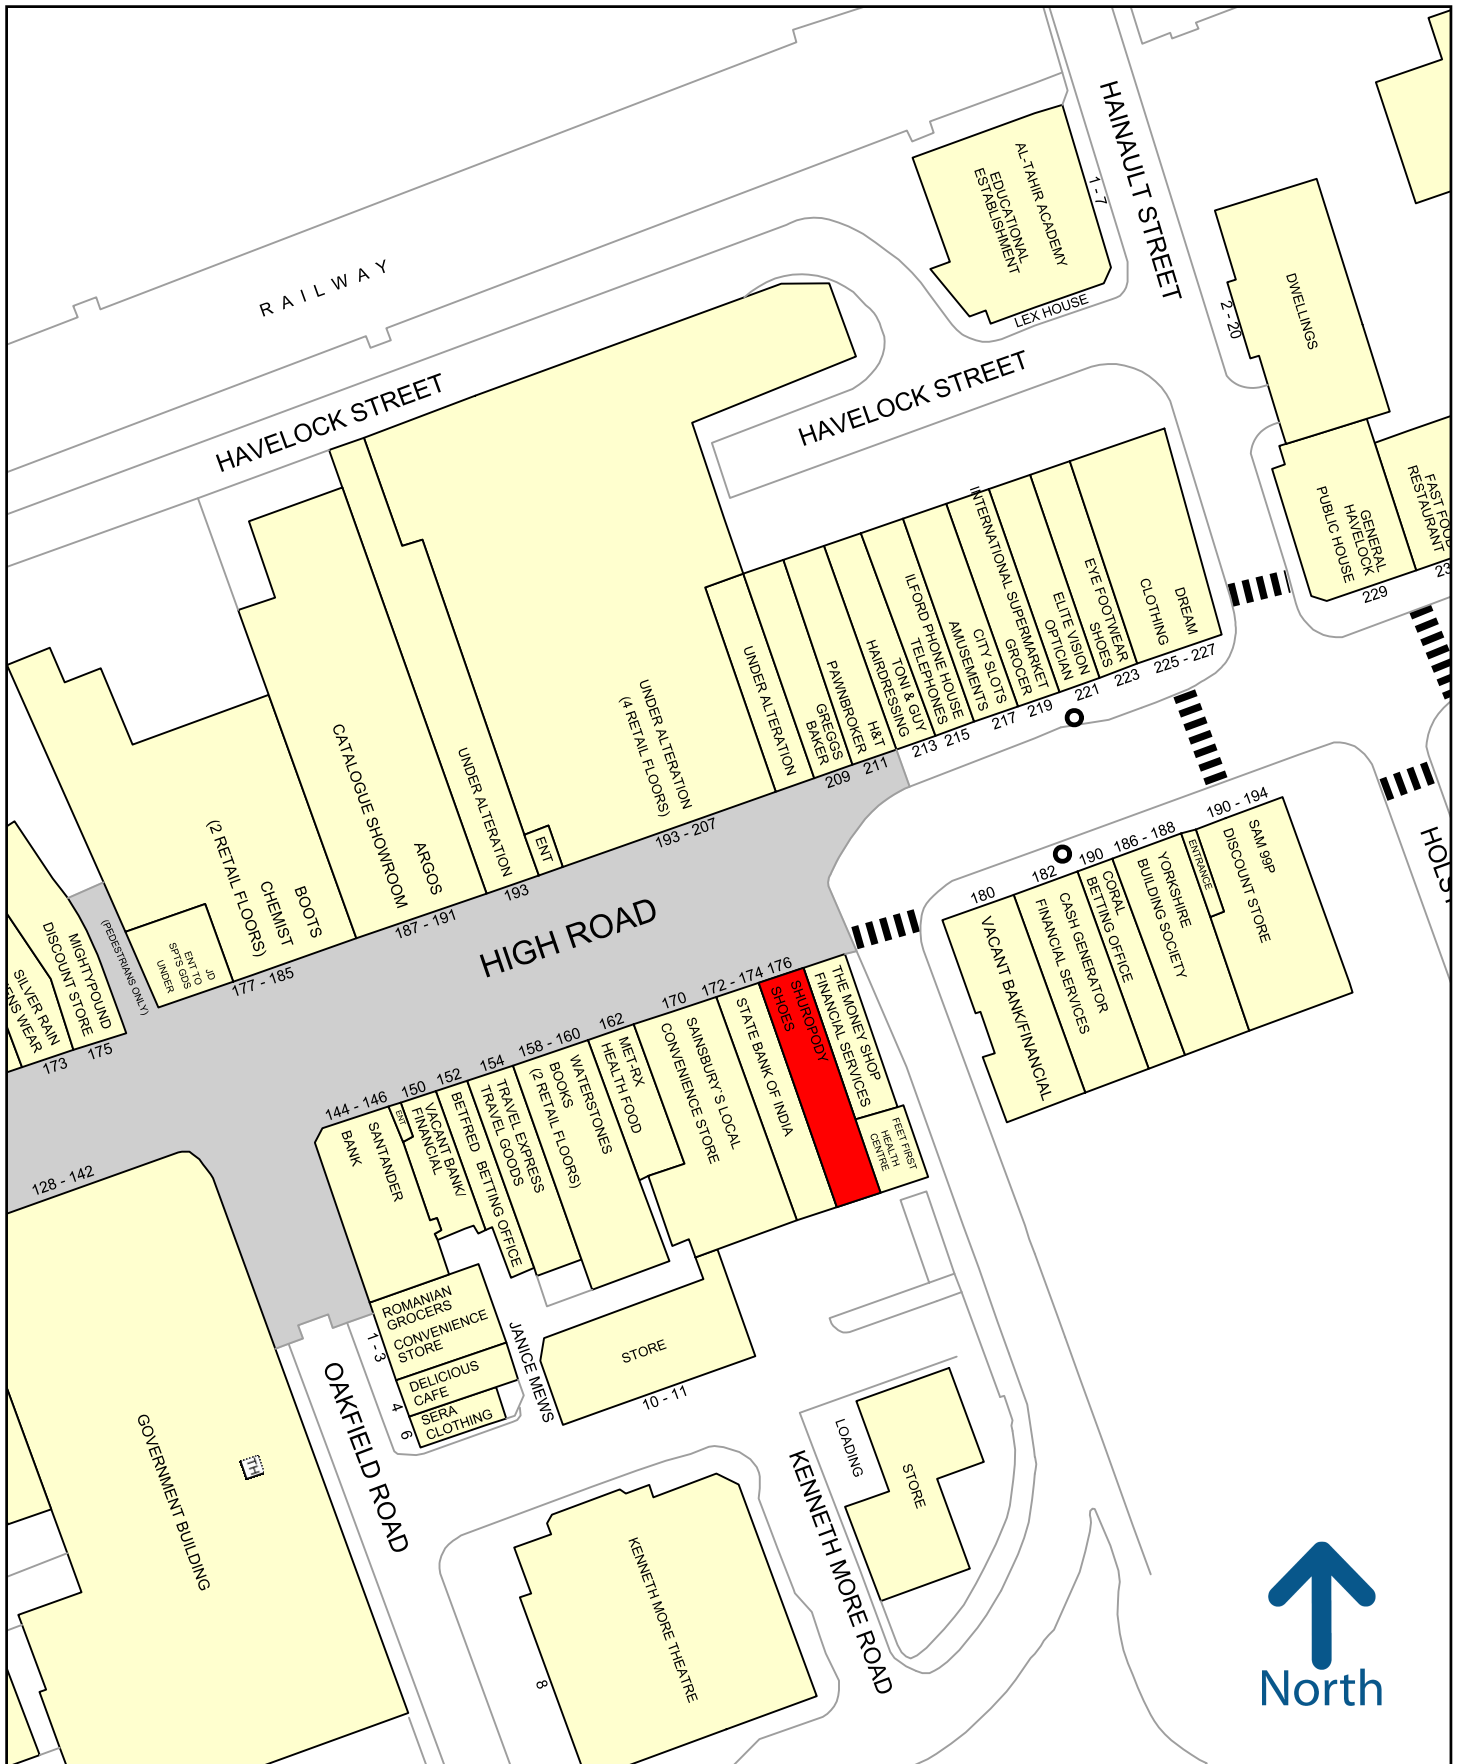 RAILWAY
HAVELOCK STREET
HAINAULT STREET
1 - 7
AL-TAHIR ACADEMY
EDUCATIONAL
ESTABLISHMENT
LEX HOUSE
2 - 20
DWELLINGS
HAVELOCK STREET
GENERAL
HAVELOCK
PUBLIC HOUSE
229
FAST FOOD
RESTAURANT
MIGHTYPOUND
DISCOUNT STORE
175
SILVER RAIN
173
(PEDESTRIANS ONLY)
JD
SPTS GDS
ENT TO
UNDER
BOOTS
CHEMIST
(2 RETAIL FLOORS)
177 - 185
ARGOS
CATALOGUE SHOWROOM
187 - 191
UNDER ALTERATION
193
ENT
UNDER ALTERATION
(4 RETAIL FLOORS)
193 - 207
UNDER ALTERATION
GREGGS
BAKER
209
H&T
PAWNBROKER
211
TONI & GUY
HAIRDRESSING
213
ILFORD PHONE HOUSE
TELEPHONES
215
CITY SLOTS
AMUSEMENTS
217
INTERNATIONAL SUPERMARKET
GROCER
219
ELITE VISION
OPTICIAN
221
EYE FOOTWEAR
SHOES
223
DREAM
CLOTHING
225 - 227
HIGH ROAD
128 - 142
144 - 146
SANTANDER
BANK
ENT
150
VACANT BANK/
FINANCIAL
152
BETFRED BETTING OFFICE
154
TRAVEL EXPRESS
TRAVEL GOODS
158 - 160
WATERSTONES
BOOKS
(2 RETAIL FLOORS)
162
MET-RX
HEALTH FOOD
170
SAINSBURY'S LOCAL
CONVENIENCE STORE
172 - 174
STATE BANK OF INDIA
176
SHUROPODY
SHOES
THE MONEY SHOP
FINANCIAL SERVICES
FEET FIRST
HEALTH
CENTRE
180
VACANT BANK/FINANCIAL
182
CASH GENERATOR
FINANCIAL SERVICES
190
CORAL
BETTING OFFICE
186 - 188
YORKSHIRE
BUILDING SOCIETY
ENTRANCE
190 - 194
SAM 99P
DISCOUNT STORE
ROMANIAN
GROCERS
CONVENIENCE
STORE
1 - 3
DELICIOUS
CAFE
4
SERA
CLOTHING
6
JANICE MEWS
STORE
10 - 11
OAKFIELD ROAD
GOVERNMENT BUILDING
TH
KENNETH MORE THEATRE
8
KENNETH MORE ROAD
LOADING
STORE
North